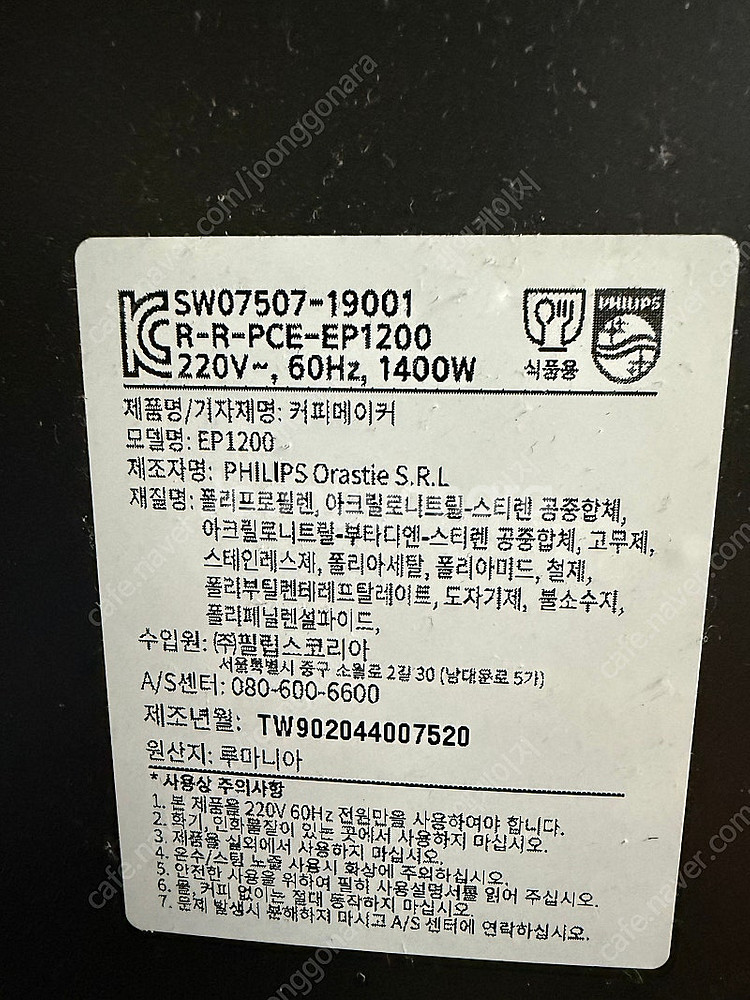 SW07507-19001
R-R-PCE-EP1200
220V~, 60Hz, 1400W
식품용
PHILIPS
제품명/기자재명: 커피메이커
모델명: EP1200
제조자명: PHILIPS Orastie S.R.L
재질명: 폴리프로필렌, 아크릴로니트릴-스티렌 공중합체,
아크릴로니트릴-부타디엔-스티렌 공중합체, 고무제,
스테인레스제, 폴리아세탈, 폴리아미드, 철제,
폴리부틸렌테레프탈레이트, 도자기제, 불소수지,
폴리페닐렌설파이드,
수입원: ㈜필립스코리아
서울특별시 중구 소월로 2길 30 (남대문로 5가)
A/S센터: 080-600-6600
제조년월: TW902044007520
원산지: 루마니아
* 사용상 주의사항
1. 본 제품을 220V 60Hz 전원만을 사용하여야 합니다.
2. 화기, 인화물질이 있는 곳에서 사용하지 마십시오.
3. 제품을 실외에서 사용하지 마십시오.
4. 온수/스팀 노즐 사용시 화상에 주의하십시오.
5. 안전한 사용을 위하여 필히 사용설명서를 읽어 주십시오.
6. 물, 커피 없이는 절대 동작하지 마십시오.
7. 문제 발생시 분해하지 마시고 A/S 센터에 연락하십시오.
cafe.naver.com/joonggonara